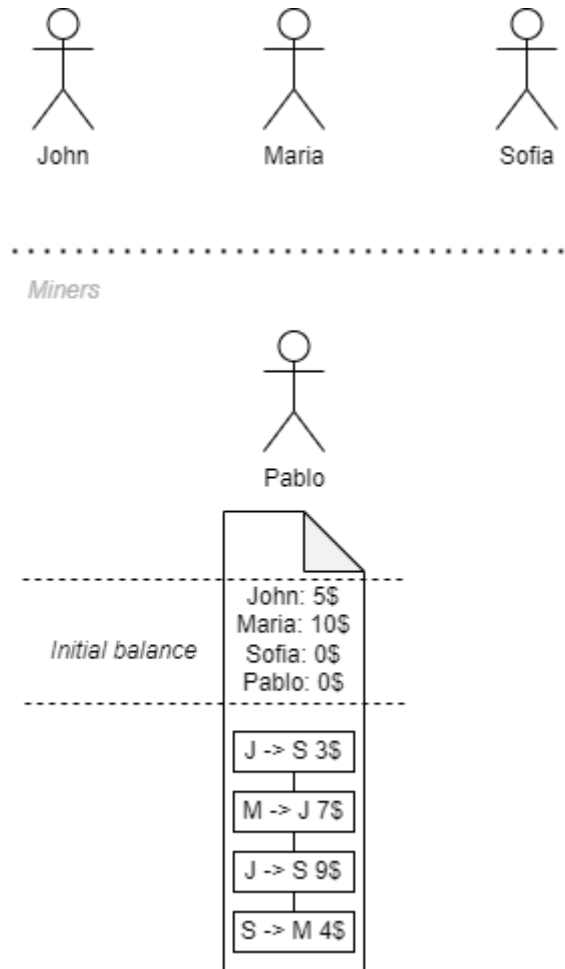 John
Maria
Sofia
Miners
Pablo
Initial balance
John: 5$
Maria: 10$
Sofia: 0$
Pablo: 0$
J -> S 3$
M -> J 7$
J -> S 9$
S -> M 4$